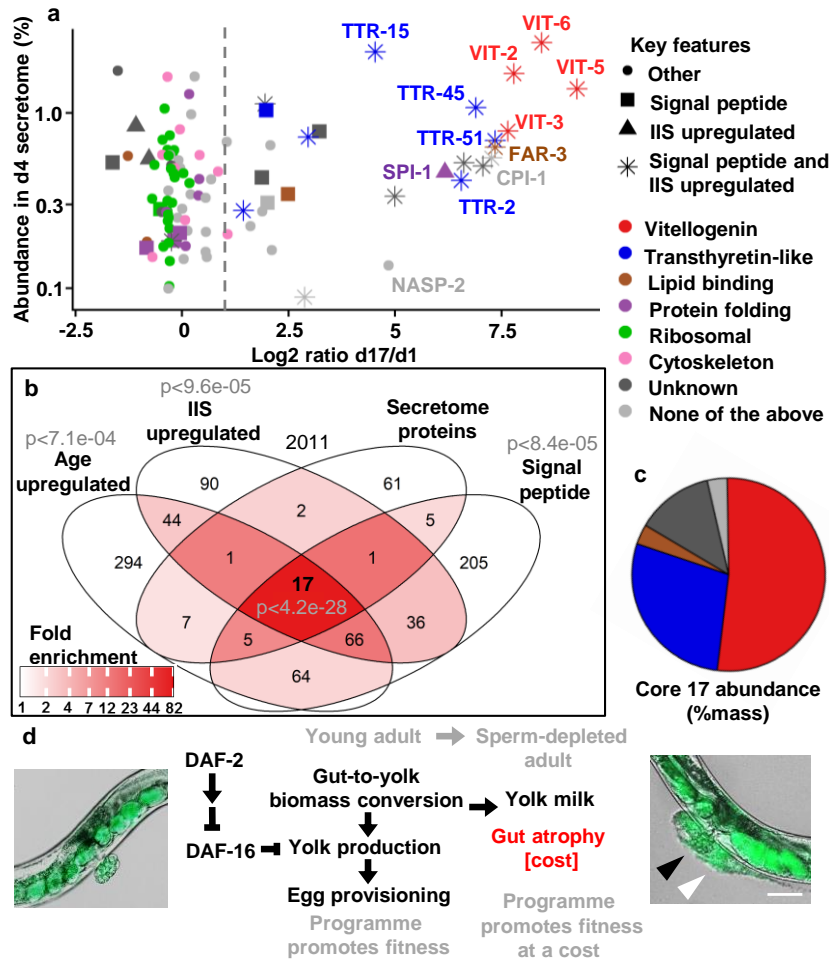 a
Abundance in d4 secretome (%)
1.0
0.3
0.1
-2.5
0
2.5
5
7.5
Log2 ratio d17/d1
TTR-15
VIT-6
VIT-2
VIT-5
TTR-45
VIT-3
TTR-51
FAR-3
SPI-1
CPI-1
TTR-2
NASP-2
Key features
Other
Signal peptide
IIS upregulated
Signal peptide and
IIS upregulated
Vitellogenin
Transthyretin-like
Lipid binding
Protein folding
Ribosomal
Cytoskeleton
Unknown
None of the above
b
p<7.1e-04
Age
upregulated
p<9.6e-05
IIS
upregulated
2011
Secretome
proteins
p<8.4e-05
Signal
peptide
90
61
44
2
5
294
1
1
205
17
p<4.2e-28
7
5
66
36
64
Fold
enrichment
1 2 4 7 12 23 44 82
c
Core 17 abundance
(%mass)
d
Young adult
Sperm-depleted
adult
DAF-2
DAF-16
Gut-to-yolk
biomass conversion
Yolk milk
Yolk production
Gut atrophy
[cost]
Egg provisioning
Programme
promotes fitness
Programme
promotes fitness
at a cost